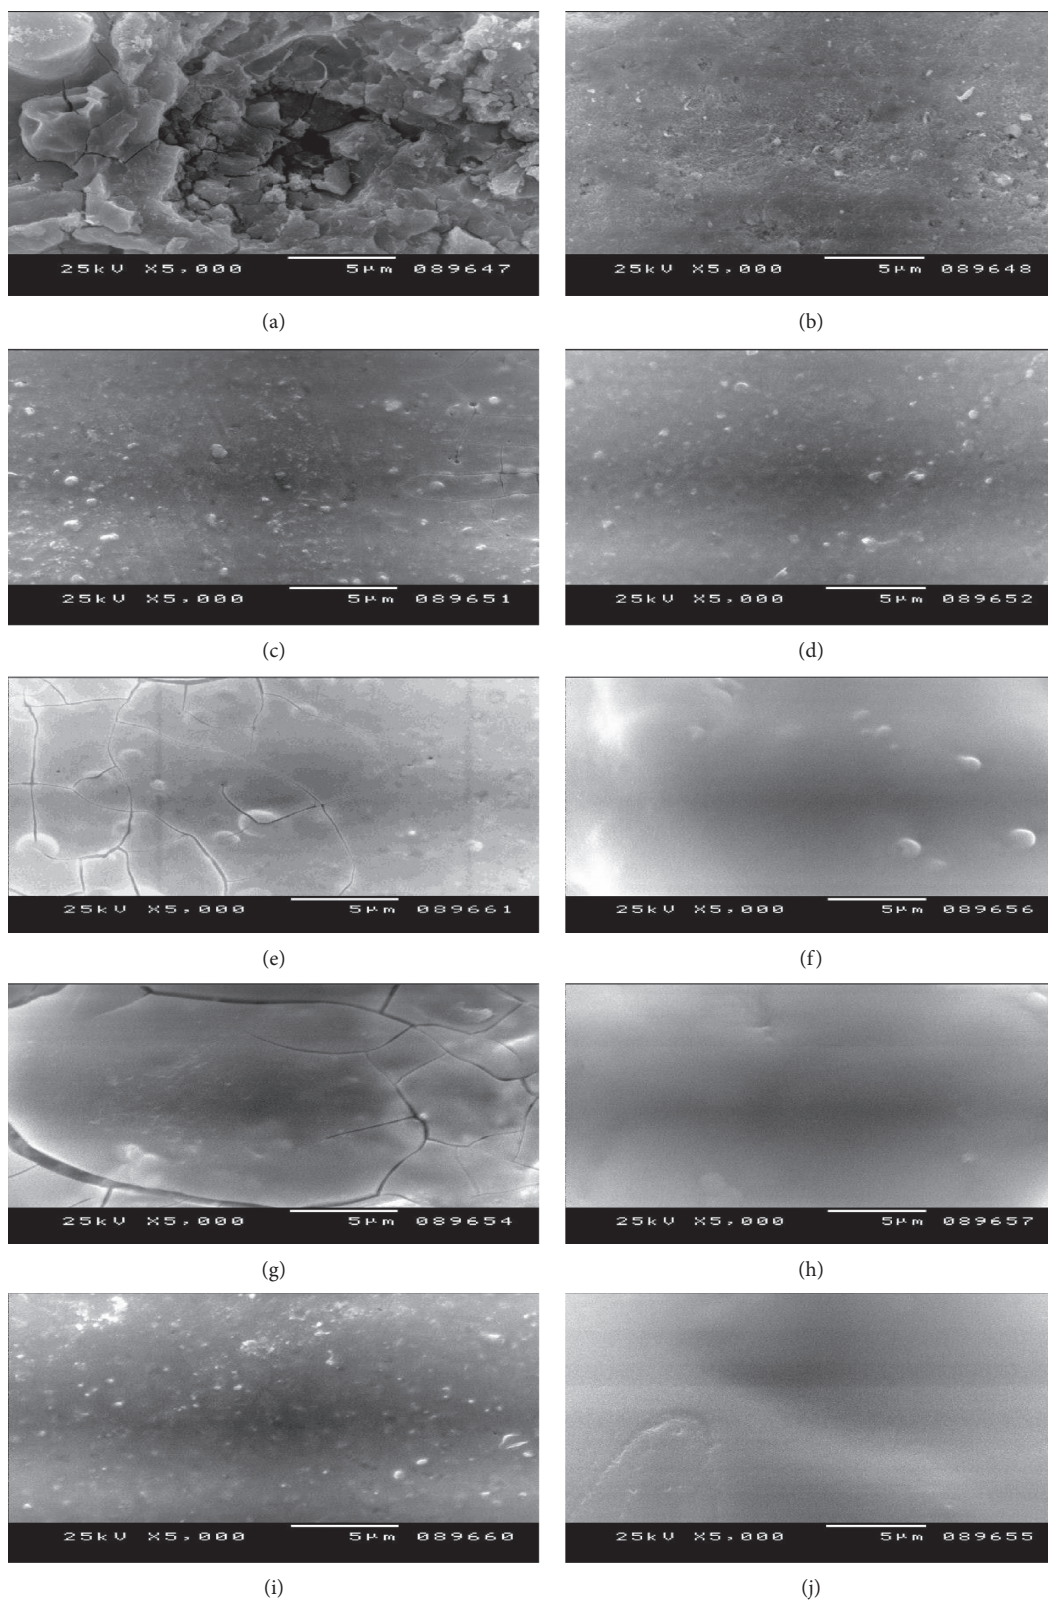 25kV X5,000 5μm 089647
25kV X5,000 5μm 089648
(a)
(b)
25kV X5,000 5μm 089651
25kV X5,000 5μm 089652
(c)
(d)
25kV X5,000 5μm 089661
25kV X5,000 5μm 089656
(e)
(f)
25kV X5,000 5μm 089654
25kV X5,000 5μm 089657
(g)
(h)
25kV X5,000 5μm 089660
25kV X5,000 5μm 089655
(i)
(j)